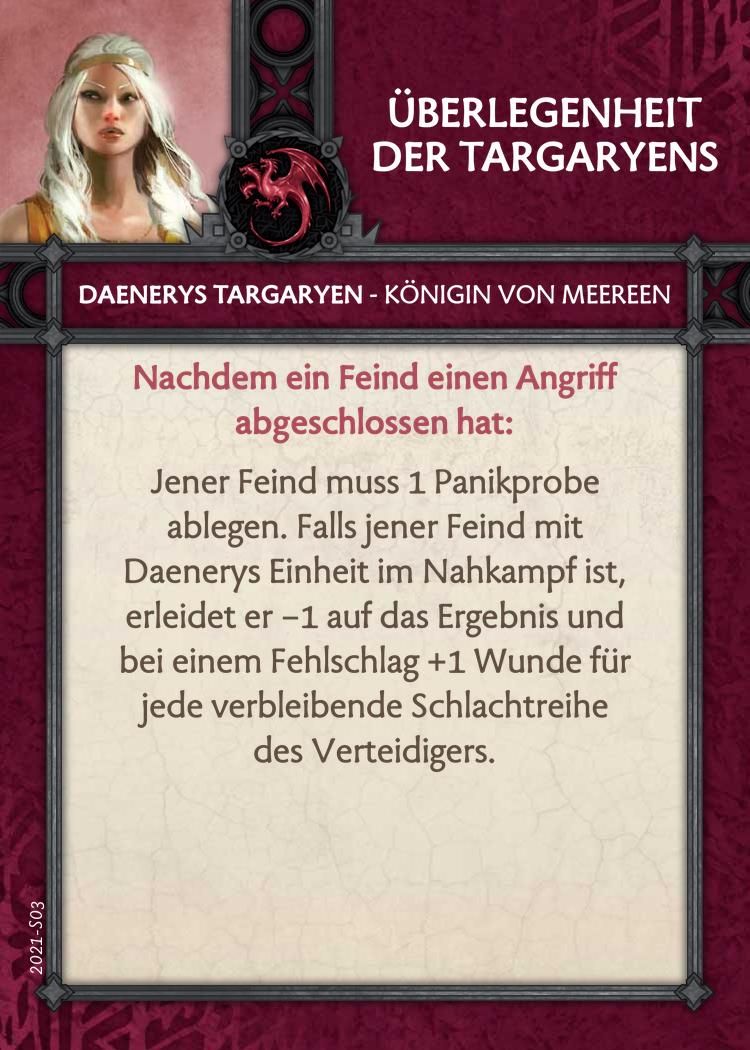 ÜBERLEGENHEIT
DER TARGARYENS
DAENERYS TARGARYEN - KÖNIGIN VON MEEREEN
Nachdem ein Feind einen Angriff
abgeschlossen hat:
Jener Feind muss 1 Panikprobe
ablegen. Falls jener Feind mit
Daenerys Einheit im Nahkampf ist,
erleidet er –1 auf das Ergebnis und
bei einem Fehlschlag +1 Wunde für
jede verbleibende Schlachtreihe
des Verteidigers.
2021-S03